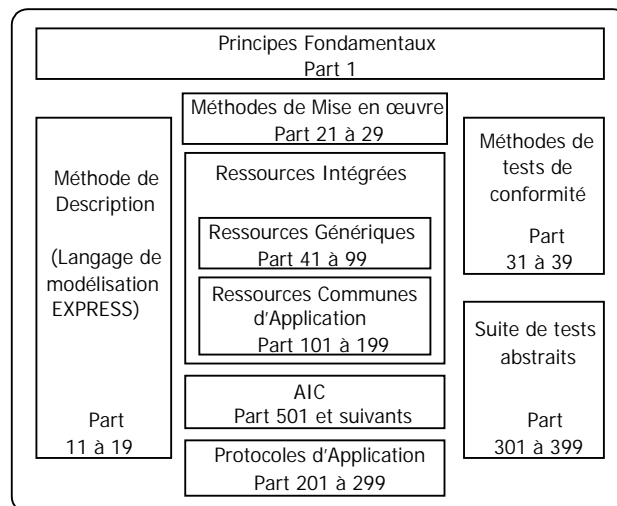 Principes Fondamentaux
Part 1
Méthodes de Mise en œuvre
Part 21 à 29
Méthode de
Description
(Langage de
modélisation
EXPRESS)
Part
11 à 19
Ressources Intégrées
Ressources Génériques
Part 41 à 99
Ressources Communes
d'Application
Part 101 à 199
AIC
Part 501 et suivants
Protocoles d'Application
Part 201 à 299
Méthodes de
tests de
conformité
Part
31 à 39
Suite de tests
abstraits
Part
301 à 399